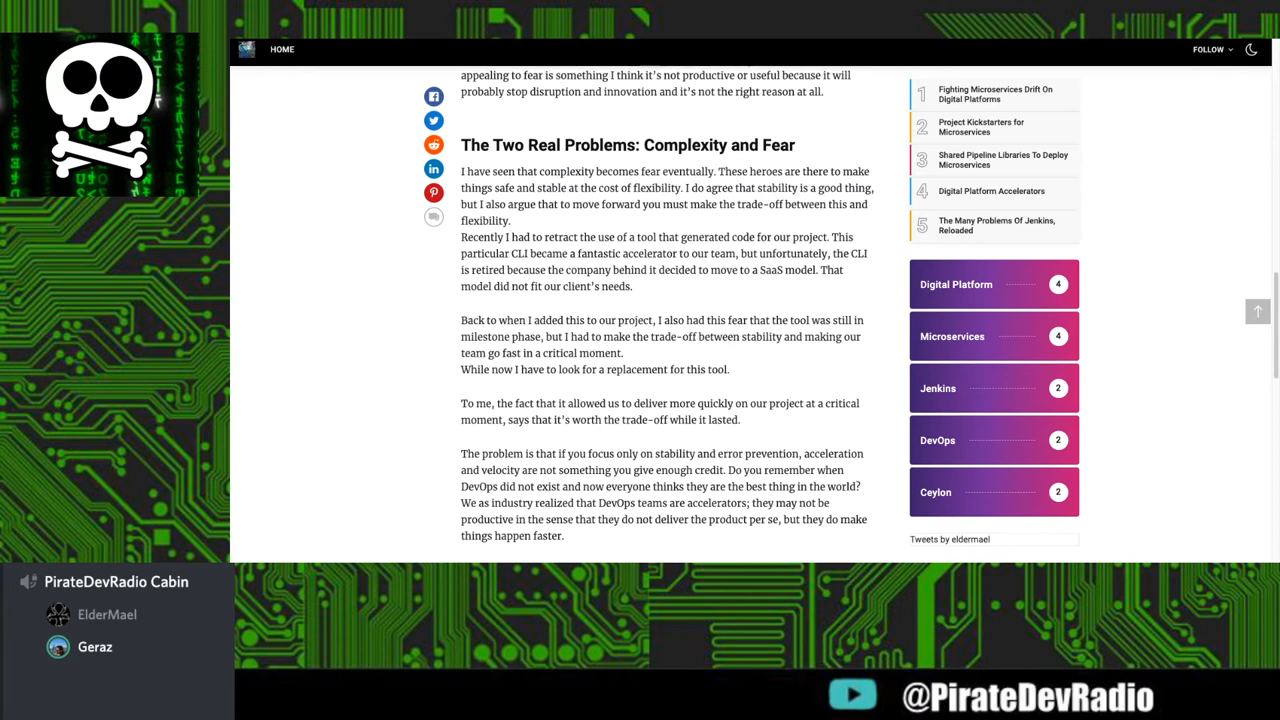 HOME
FOLLOW
appealing to fear is something I think it's not productive or useful because it will
probably stop disruption and innovation and it's not the right reason at all.
The Two Real Problems: Complexity and Fear
I have seen that complexity becomes fear eventually. These heroes are there to make
things safe and stable at the cost of flexibility. I do agree that stability is a good thing,
but I also argue that to move forward you must make the trade-off between this and
flexibility.
Recently I had to retract the use of a tool that generated code for our project. This
particular CLI became a fantastic accelerator to our team, but unfortunately, the CLI
is retired because the company behind it decided to move to a SaaS model. That
model did not fit our client's needs.
Back to when I added this to our project, I also had this fear that the tool was still in
milestone phase, but I had to make the trade-off between stability and making our
team go fast in a critical moment.
While now I have to look for a replacement for this tool.
To me, the fact that it allowed us to deliver more quickly on our project at a critical
moment, says that it's worth the trade-off while it lasted.
The problem is that if you focus only on stability and error prevention, acceleration
and velocity are not something you give enough credit. Do you remember when
DevOps did not exist and now everyone thinks they are the best thing in the world?
We as industry realized that DevOps teams are accelerators; they may not be
productive in the sense that they do not deliver the product per se, but they do make
things happen faster.
1 Fighting Microservices Drift On
Digital Platforms
2 Project Kickstarters for
Microservices
3 Shared Pipeline Libraries To Deploy
Microservices
4 Digital Platform Accelerators
5 The Many Problems Of Jenkins,
Reloaded
Digital Platform 4
Microservices 4
Jenkins 2
DevOps 2
Ceylon 2
Tweets by eldermael
PirateDevRadio Cabin
ElderMael
Geraz
@PirateDevRadio